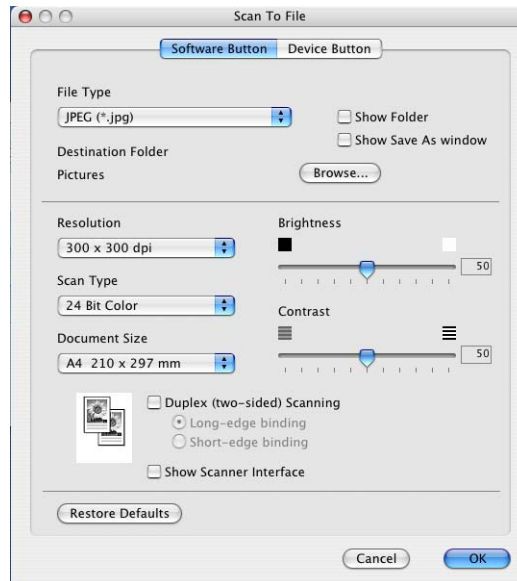 Scan To File
Software Button Device Button
File Type
JPEG (*.jpg)
Show Folder
Show Save As window
Destination Folder
Pictures
Browse...
Resolution
300 x 300 dpi
Brightness
50
Scan Type
24 Bit Color
Contrast
50
Document Size
A4 210 x 297 mm
Duplex (two-sided) Scanning
Long-edge binding
Short-edge binding
Show Scanner Interface
Restore Defaults
Cancel OK